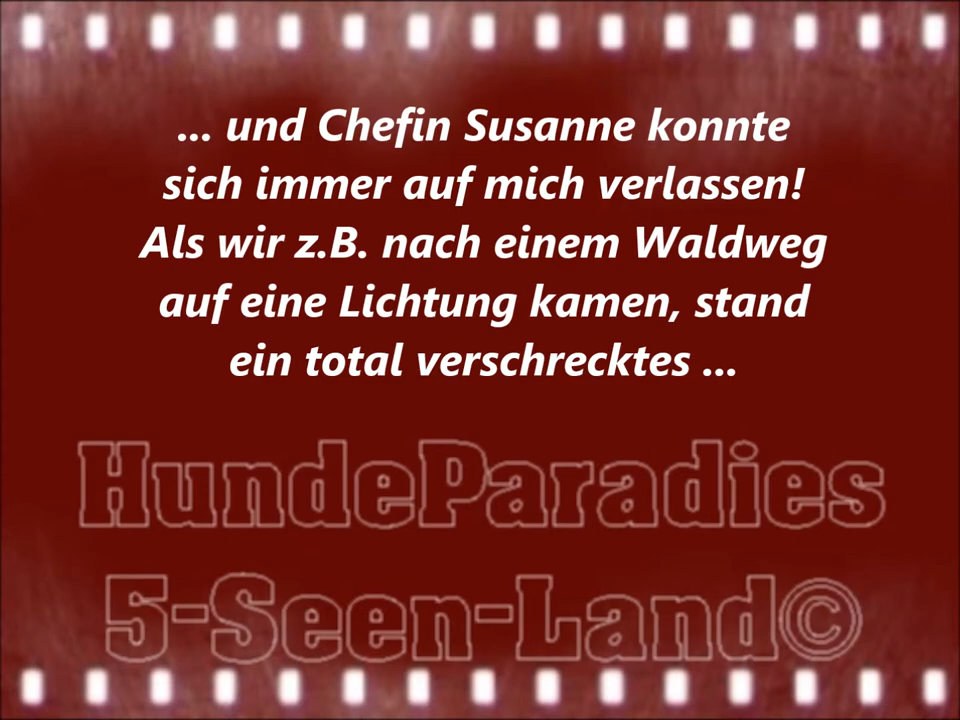 ... und Chefin Susanne konnte
sich immer auf mich verlassen!
Als wir z.B. nach einem Waldweg
auf eine Lichtung kamen, stand
ein total verschrecktes ...
HundeParadies
5-Seen-Land©